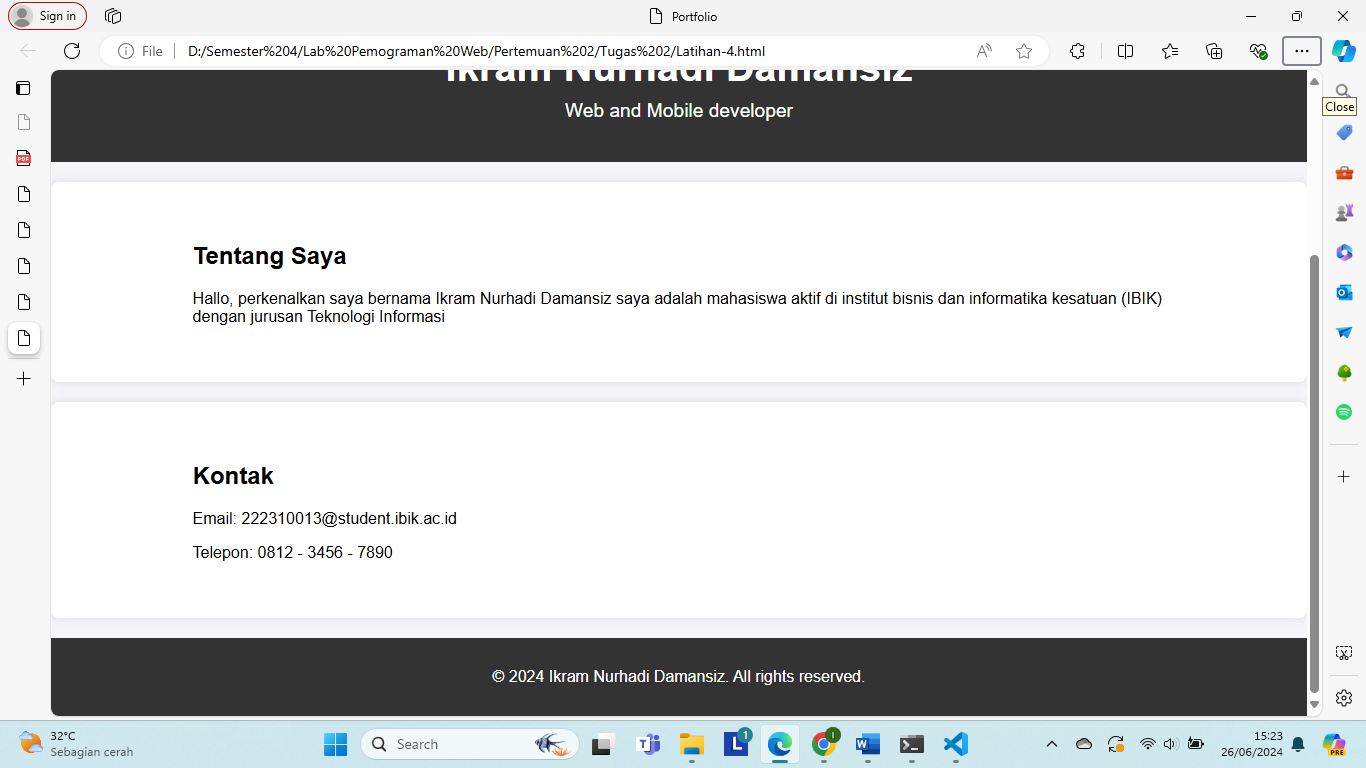 Sign in
Portfolio
File
D:/Semester%204/Lab%20Pemograman%20Web/Pertemuan%202/Tugas%202/Latihan-4.html
Close
Ikram Nurhadi Damansiz
Web and Mobile developer
Tentang Saya
Hallo, perkenalkan saya bernama Ikram Nurhadi Damansiz saya adalah mahasiswa aktif di institut bisnis dan informatika kesatuan (IBIK)
dengan jurusan Teknologi Informasi
Kontak
Email: 222310013@student.ibik.ac.id
Telepon: 0812 - 3456 - 7890
© 2024 Ikram Nurhadi Damansiz. All rights reserved.
32°C
Sebagian cerah
Search
1
I
15:23
26/06/2024
PRE